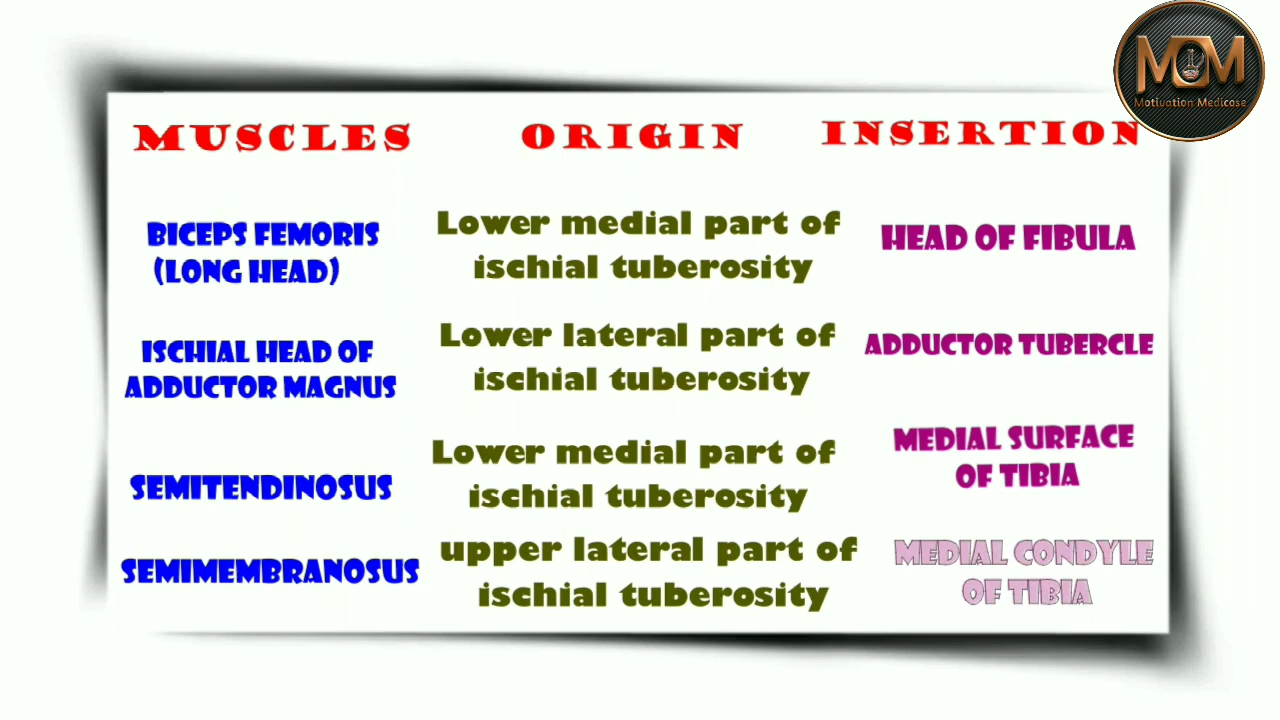 MOM
Motivation Medicose
MUSCLES ORIGIN INSERTION
BICEPS FEMORIS
(LONG HEAD)
Lower medial part of
ischial tuberosity
HEAD OF FIBULA
ISCHIAL HEAD OF
ADDUCTOR MAGNUS
Lower lateral part of
ischial tuberosity
ADDUCTOR TUBERCLE
SEMITENDINOSUS
Lower medial part of
ischial tuberosity
MEDIAL SURFACE
OF TIBIA
SEMIMEMBRANOSUS
upper lateral part of
ischial tuberosity
MEDIAL CONDYLE
OF TIBIA